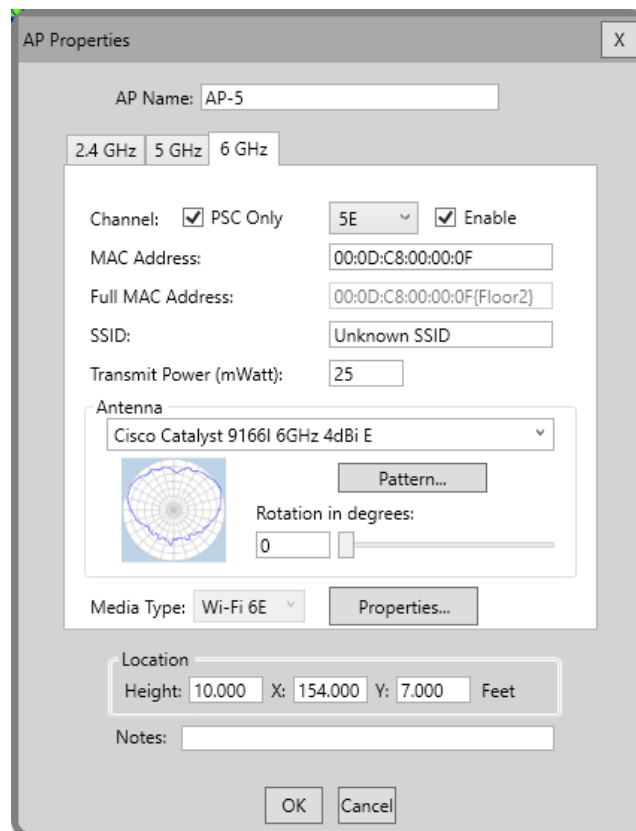 AP Properties X
AP Name: AP-5
2.4 GHz 5 GHz 6 GHz
Channel: PSC Only 5E Enable
MAC Address: 00:0D:C8:00:00:0F
Full MAC Address: 00:0D:C8:00:00:0F{Floor2}
SSID: Unknown SSID
Transmit Power (mWatt): 25
Antenna
Cisco Catalyst 9166I 6GHz 4dBi E
Pattern...
Rotation in degrees:
0
Media Type: Wi-Fi 6E Properties...
Location
Height: 10.000 X: 154.000 Y: 7.000 Feet
Notes:
OK Cancel